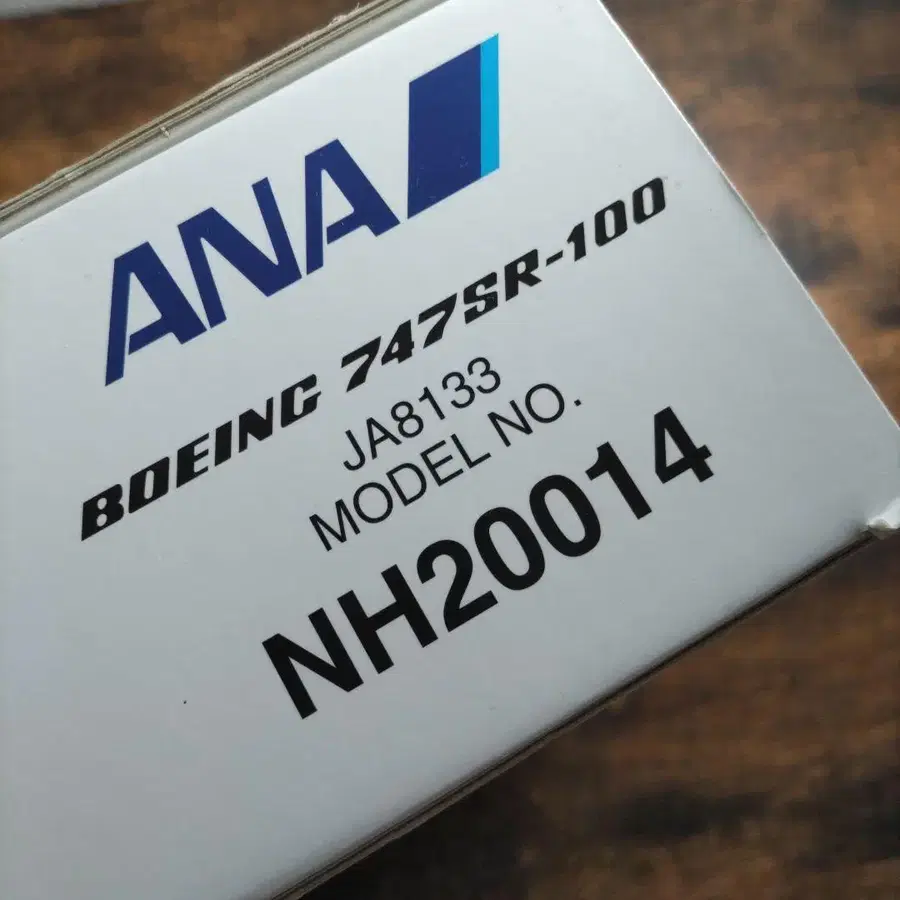 ANA
BOEING 747SR-100
JA8133
MODEL NO.
NH20014